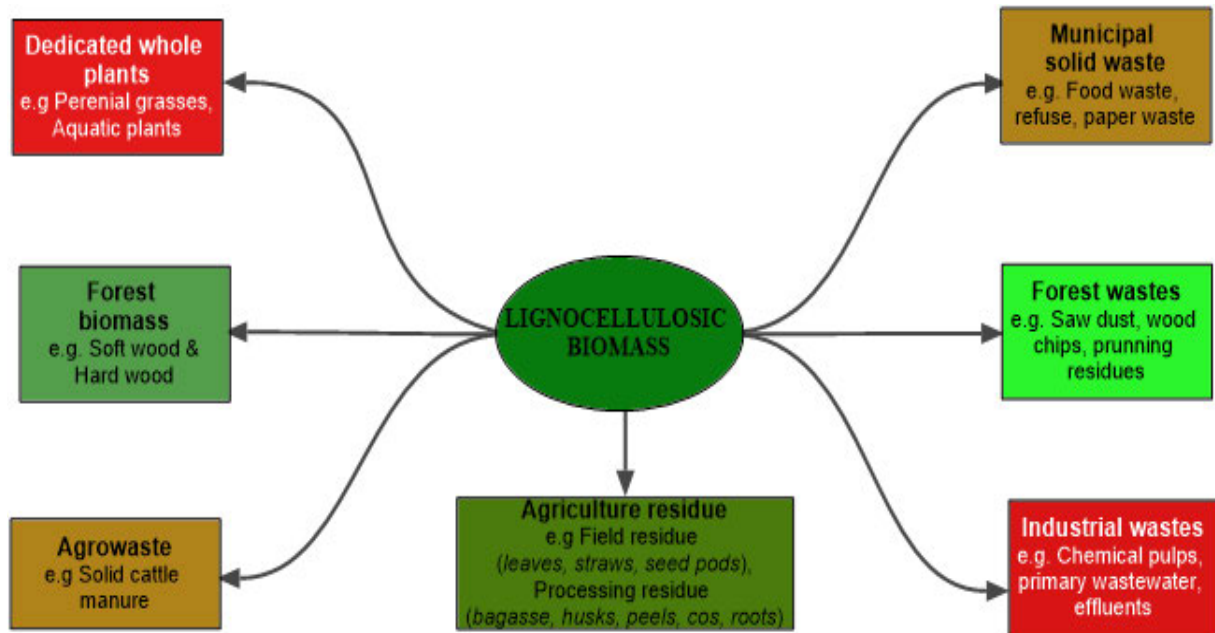 Dedicated whole
plants
e.g Perenial grasses,
Aquatic plants
Municipal
solid waste
e.g. Food waste,
refuse, paper waste
Forest
biomass
e.g. Soft wood &
Hard wood
LIGNOCELLULOSIC
BIOMASS
Forest wastes
e.g. Saw dust, wood
chips, prunning
residues
Agrowaste
e.g Solid cattle
manure
Agriculture residue
e.g Field residue
(leaves, straws, seed pods),
Processing residue
(bagasse, husks, peels, cos, roots)
Industrial wastes
e.g. Chemical pulps,
primary wastewater,
effluents